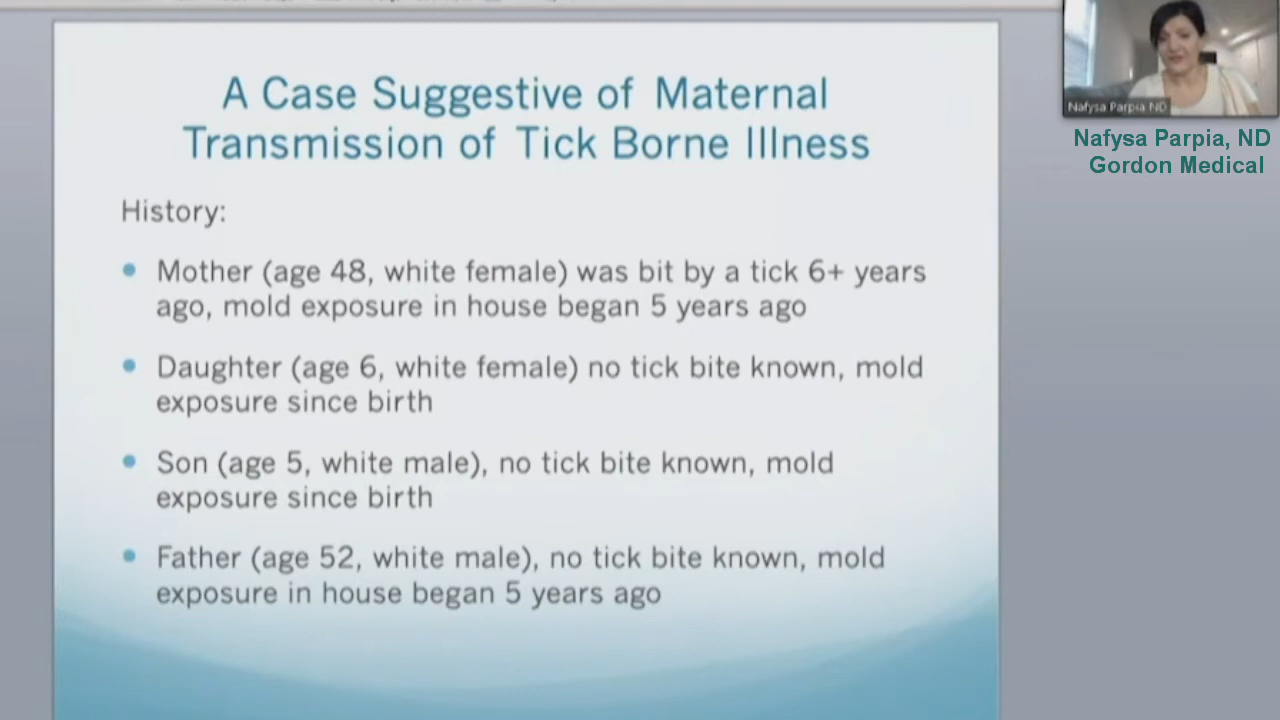 A Case Suggestive of Maternal
Transmission of Tick Borne Illness
History:
Mother (age 48, white female) was bit by a tick 6+ years
ago, mold exposure in house began 5 years ago
Daughter (age 6, white female) no tick bite known, mold
exposure since birth
Son (age 5, white male), no tick bite known, mold
exposure since birth
Father (age 52, white male), no tick bite known, mold
exposure in house began 5 years ago
Nafysa Parpia ND
Nafysa Parpia, ND
Gordon Medical